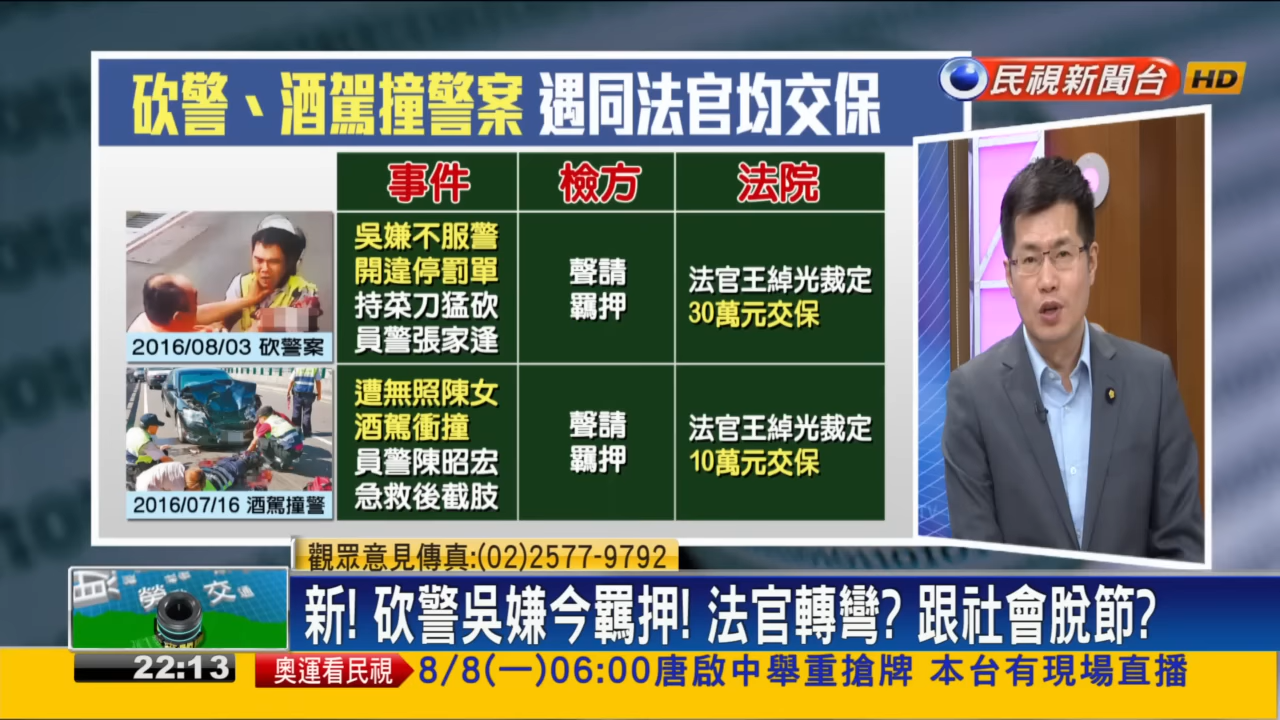 砍警、酒駕撞警案 遇同法官均交保
民視新聞台 HD
事件 檢方 法院
吳嫌不服警
開違停罰單
持菜刀猛砍
員警張家逢
聲請
羈押
法官王綽光裁定
30萬元交保
2016/08/03 砍警案
遭無照陳女
酒駕衝撞
員警陳昭宏
急救後截肢
聲請
羈押
法官王綽光裁定
10萬元交保
2016/07/16 酒駕撞警
觀眾意見傳真:(02)2577-9792
新! 砍警吳嫌今羈押! 法官轉彎? 跟社會脫節?
22:13
奧運看民視
8/8(一)06:00唐啟中舉重搶牌 本台有現場直播